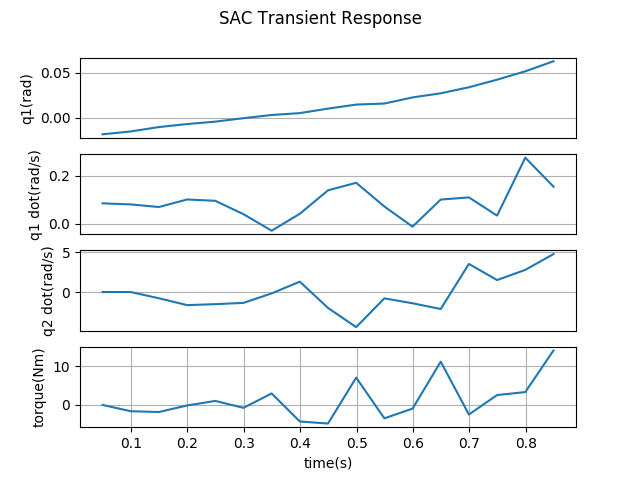 SAC Transient Response
q1(rad)
0.05
0.00
q1 dot(rad/s)
0.2
0.0
q2 dot(rad/s)
5
0
torque(Nm)
10
0
0.1 0.2 0.3 0.4 0.5 0.6 0.7 0.8
time(s)